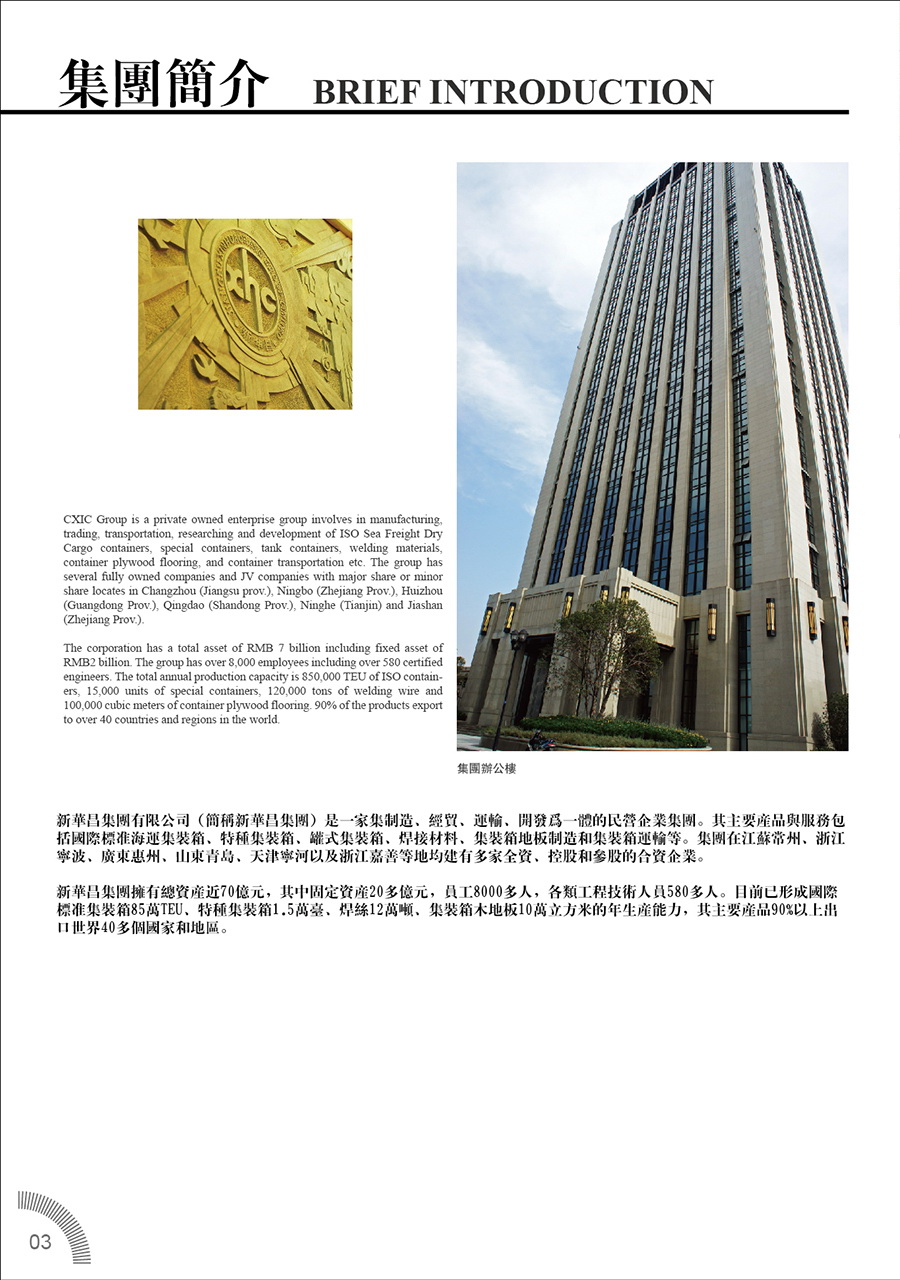 集團簡介 BRIEF INTRODUCTION
xhc
CXIC Group is a private owned enterprise group involves in manufacturing,
trading, transportation, researching and development of ISO Sea Freight Dry
Cargo containers, special containers, tank containers, welding materials,
container plywood flooring, and container transportation etc. The group has
several fully owned companies and JV companies with major share or minor
share locates in Changzhou (Jiangsu prov.), Ningbo (Zhejiang Prov.), Huizhou
(Guangdong Prov.), Qingdao (Shandong Prov.), Ninghe (Tianjin) and Jiashan
(Zhejiang Prov.).
The corporation has a total asset of RMB 7 billion including fixed asset of
RMB2 billion. The group has over 8,000 employees including over 580 certified
engineers. The total annual production capacity is 850,000 TEU of ISO contain-
ers, 15,000 units of special containers, 120,000 tons of welding wire and
100,000 cubic meters of container plywood flooring. 90% of the products export
to over 40 countries and regions in the world.
集團辦公樓
新華昌集團有限公司（簡稱新華昌集團）是一家集制造、經貿、運輸、開發爲一體的民營企業集團。其主要産品與服務包
括國際標准海運集裝箱、特種集裝箱、罐式集裝箱、焊接材料、集裝箱地板制造和集裝箱運輸等。集團在江蘇常州、浙江
寧波、廣東惠州、山東青島、天津寧河以及浙江嘉善等地均建有多家全資、控股和參股的合資企業。
新華昌集團擁有總資産近70億元，其中固定資産20多億元，員工8000多人，各類工程技術人員580多人。目前已形成國際
標准集裝箱85萬TEU、特種集裝箱1.5萬臺、焊絲12萬噸、集裝箱木地板10萬立方米的年生産能力，其主要産品90%以上出
口世界40多個國家和地區。
03